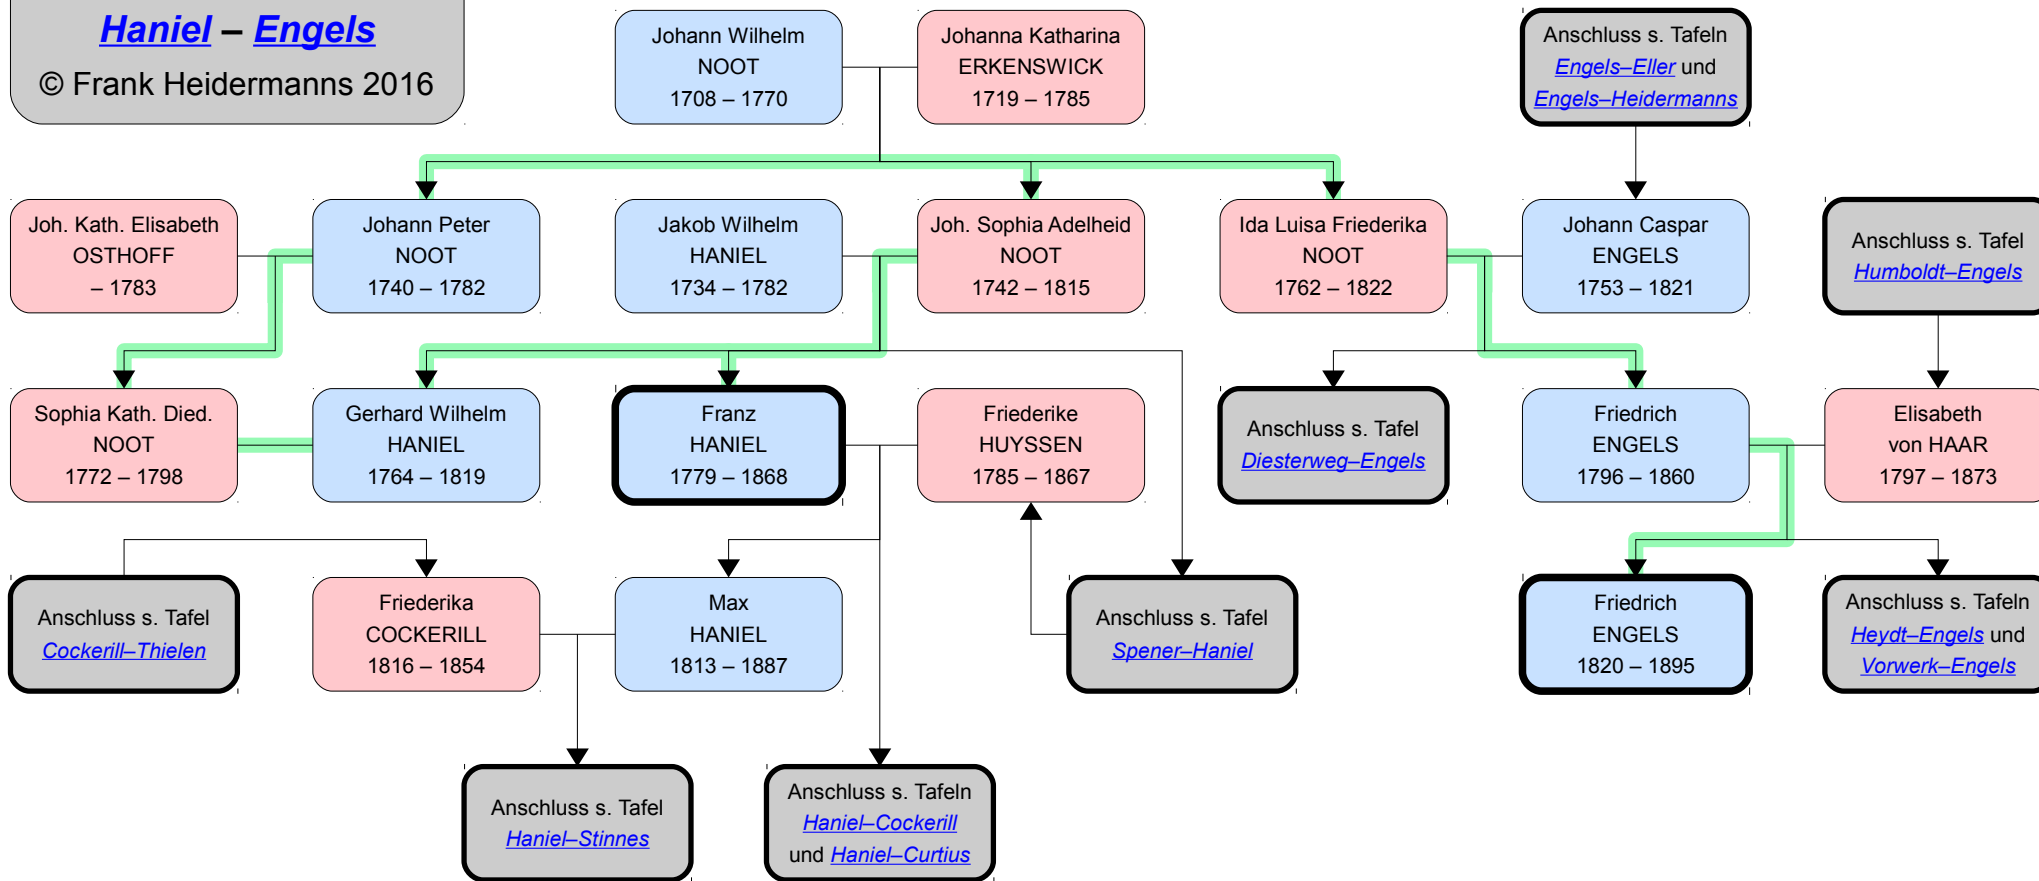 Haniel – Engels
© Frank Heidermanns 2016
Johann Wilhelm
NOOT
1708 – 1770
Johanna Katharina
ERKENSWICK
1719 – 1785
Anschluss s. Tafeln
Engels–Eller und
Engels–Heidermanns
Joh. Kath. Elisabeth
OSTHOFF
– 1783
Johann Peter
NOOT
1740 – 1782
Jakob Wilhelm
HANIEL
1734 – 1782
Joh. Sophia Adelheid
NOOT
1742 – 1815
Ida Luisa Friederika
NOOT
1762 – 1822
Johann Caspar
ENGELS
1753 – 1821
Anschluss s. Tafel
Humboldt–Engels
Sophia Kath. Died.
NOOT
1772 – 1798
Gerhard Wilhelm
HANIEL
1764 – 1819
Franz
HANIEL
1779 – 1868
Friederike
HUYSSEN
1785 – 1867
Anschluss s. Tafel
Diesterweg–Engels
Friedrich
ENGELS
1796 – 1860
Elisabeth
von HAAR
1797 – 1873
Anschluss s. Tafel
Cockerill–Thielen
Friederika
COCKERILL
1816 – 1854
Max
HANIEL
1813 – 1887
Anschluss s. Tafel
Spener–Haniel
Friedrich
ENGELS
1820 – 1895
Anschluss s. Tafeln
Heydt–Engels und
Vorwerk–Engels
Anschluss s. Tafel
Haniel–Stinnes
Anschluss s. Tafeln
Haniel–Cockerill
und Haniel–Curtius